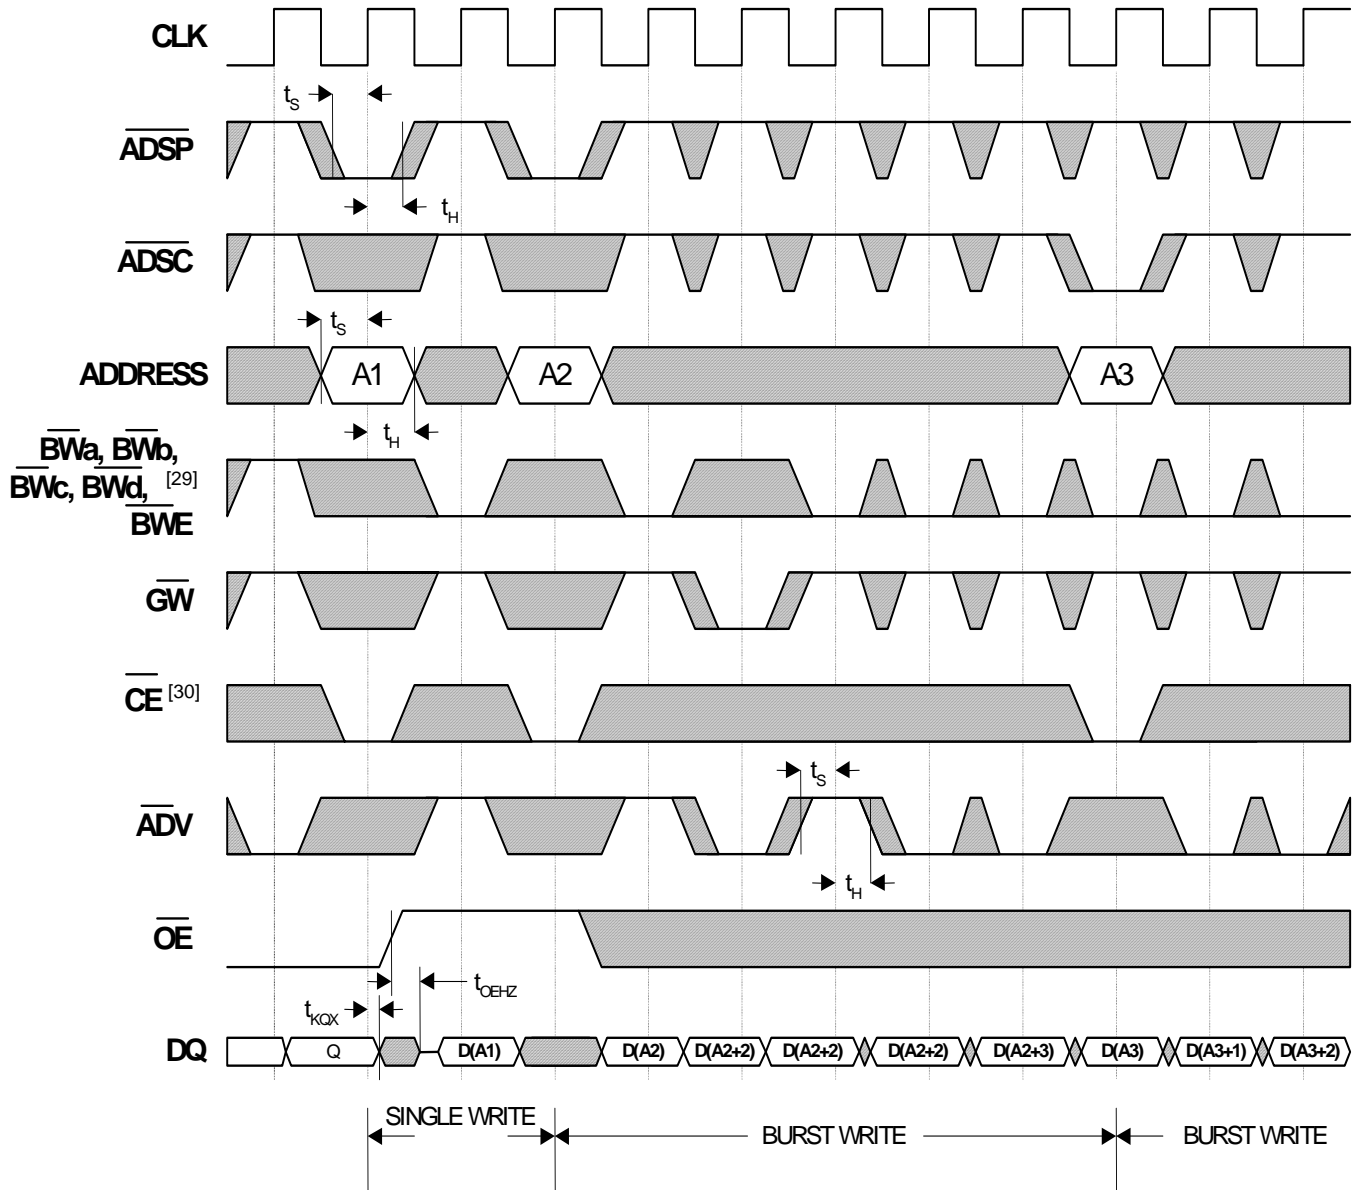 CLK
tS
ADSP
tH
ADSC
tS
ADDRESS A1 A2 A3
tH
BWa, BWb,
BWc, BWd, [29]
BWE
GW
CE [30]
tS
ADV
tH
OE
tOEHZ
tKQX
DQ Q D(A1) D(A2) D(A2+2) D(A2+2) D(A2+2) D(A2+3) D(A3) D(A3+1) D(A3+2)
SINGLE WRITE BURST WRITE BURST WRITE